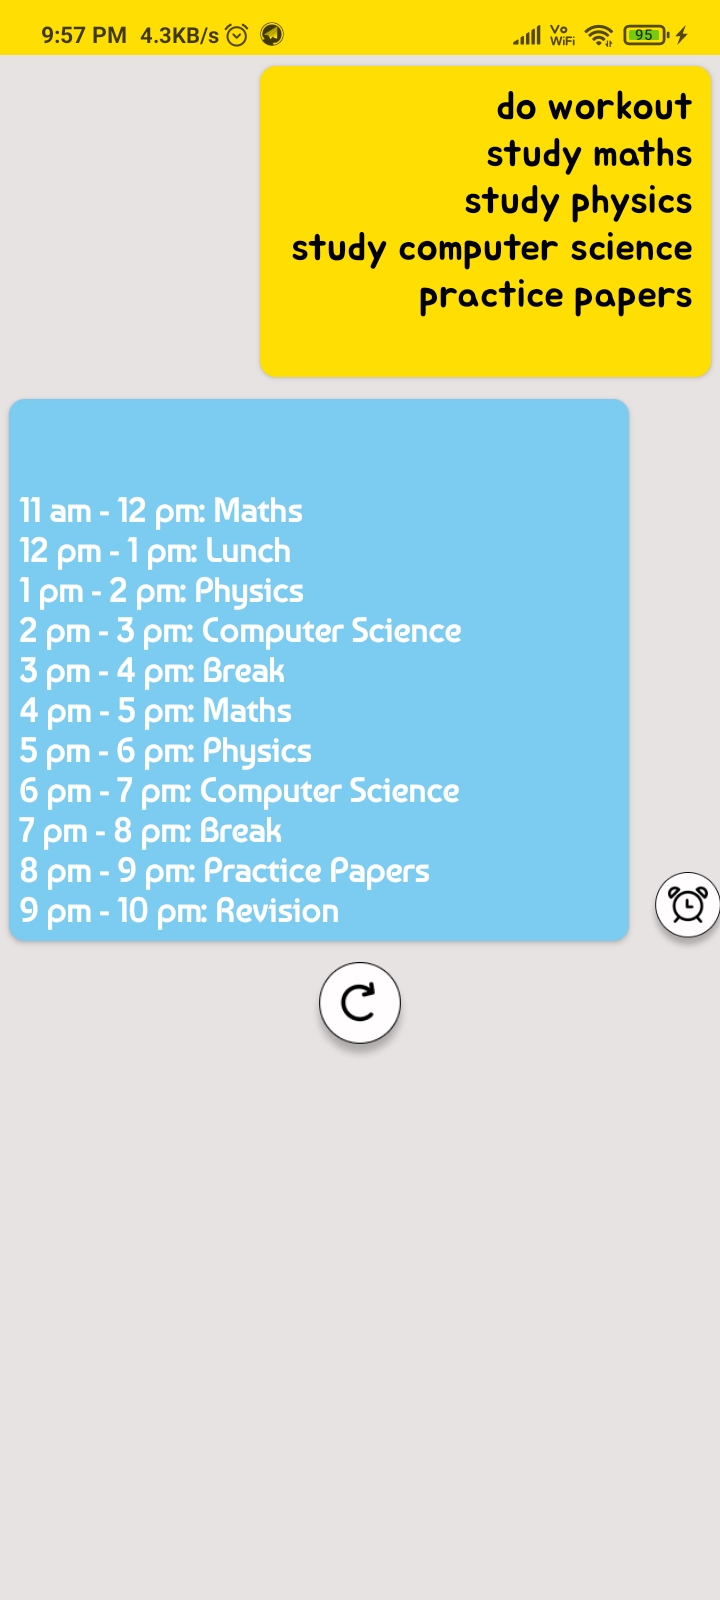 9:57 PM 4.3KB/s Vo WiFi 95
do workout
study maths
study physics
study computer science
practice papers
11 am - 12 pm: Maths
12 pm - 1 pm: Lunch
1 pm - 2 pm: Physics
2 pm - 3 pm: Computer Science
3 pm - 4 pm: Break
4 pm - 5 pm: Maths
5 pm - 6 pm: Physics
6 pm - 7 pm: Computer Science
7 pm - 8 pm: Break
8 pm - 9 pm: Practice Papers
9 pm - 10 pm: Revision